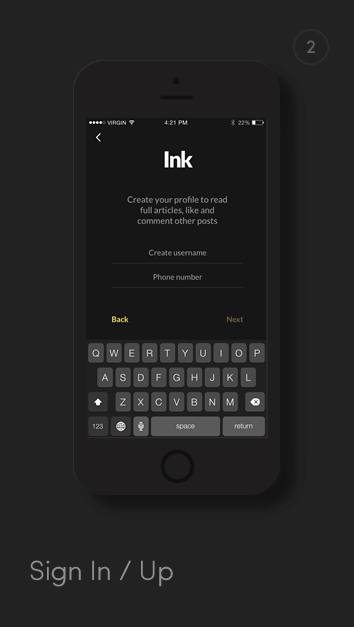 2
VIRGIN 4:21 PM 22%
Ink
Create your profile to read
full articles, like and
comment other posts
Create username
Phone number
Back Next
Q W E R T Y U I O P
A S D F G H J K L
Z X C V B N M
123 space return
Sign In / Up